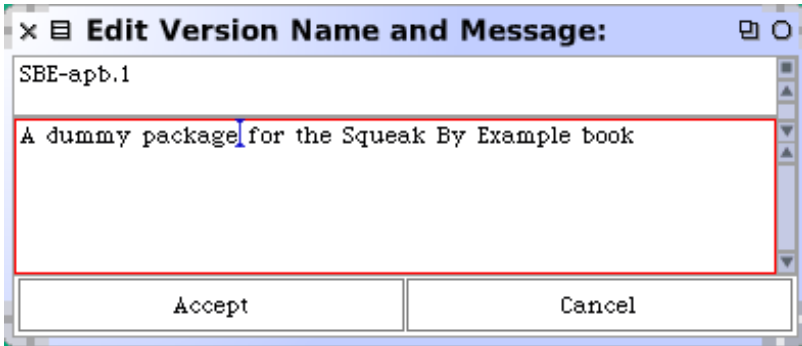 Edit Version Name and Message:
SBE-apb.1
A dummy package for the Squeak By Example book
Accept
Cancel